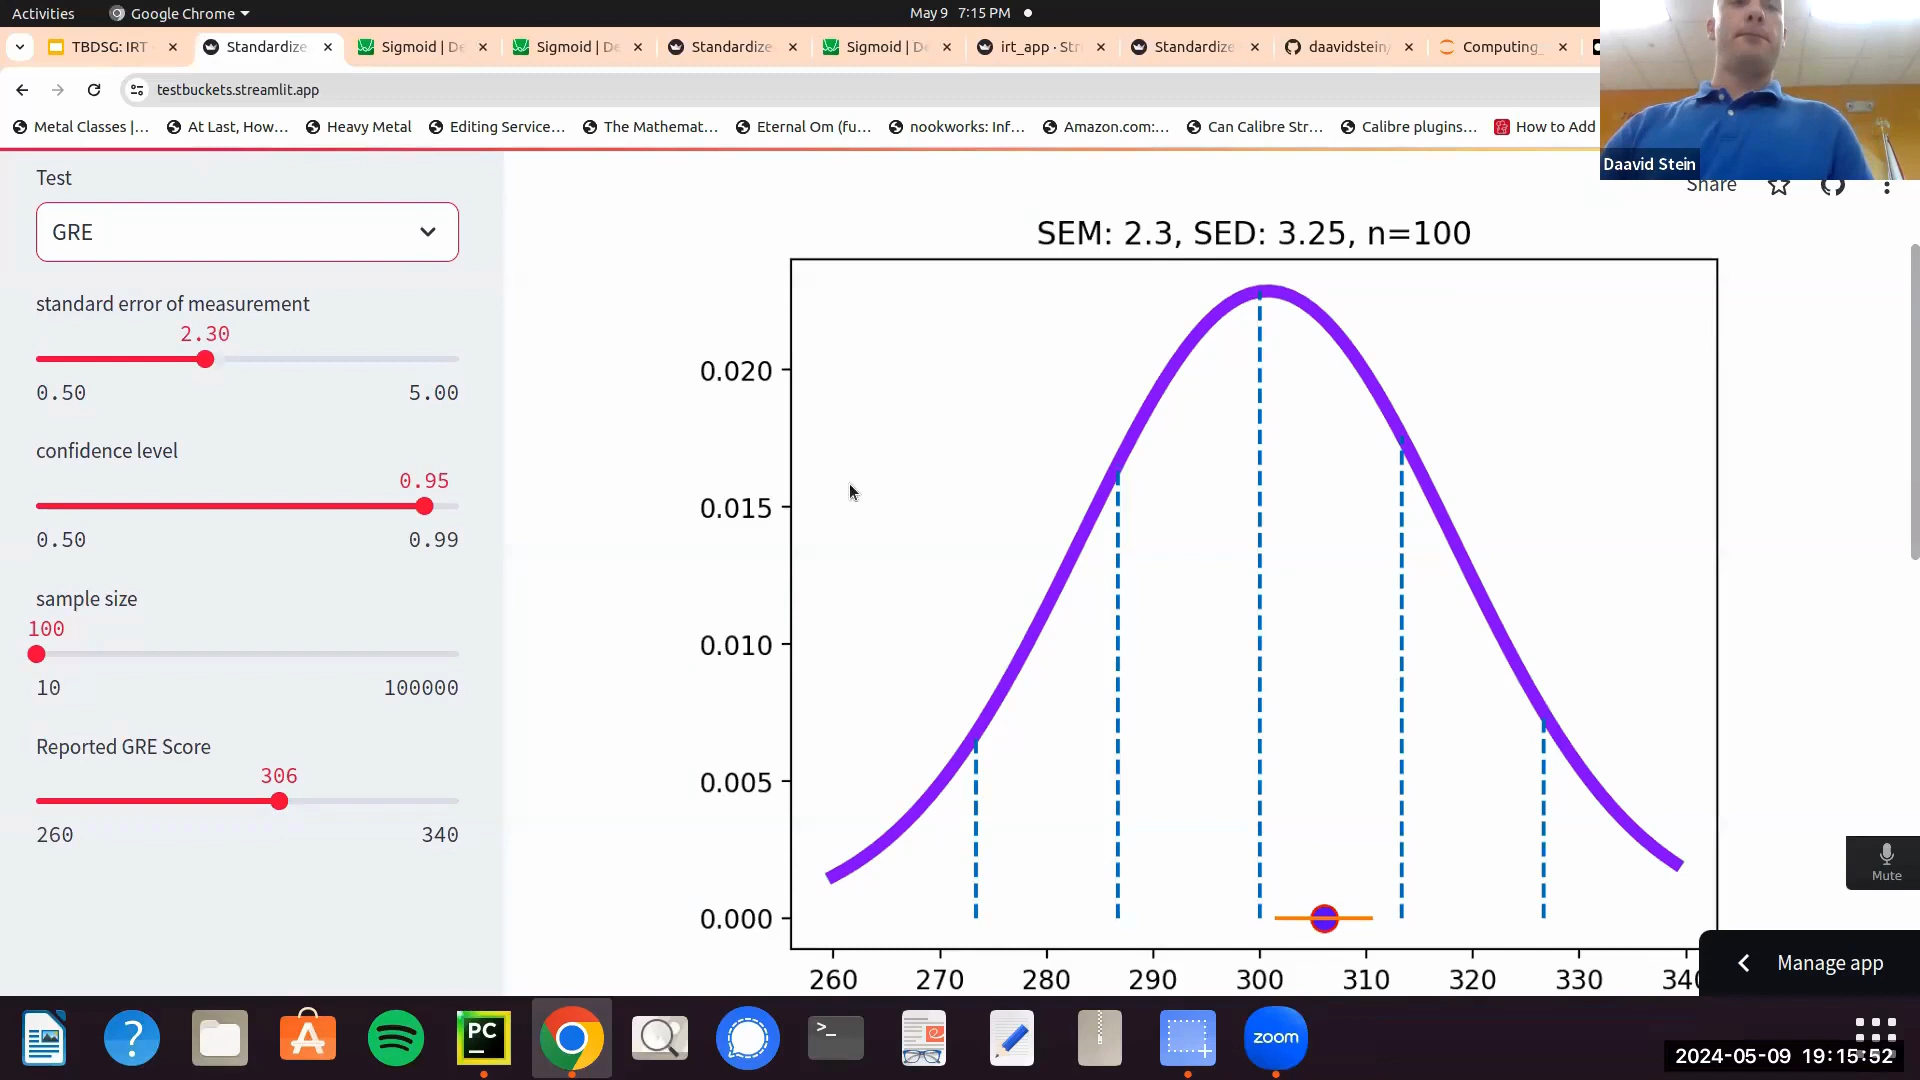 Activities
Google Chrome
May 9 7:15 PM
TBDSG: IRT
Standardize
Sigmoid | De
Sigmoid | De
Standardize
Sigmoid | De
irt_app · Stre
Standardize
daavidstein/
Computing_
testbuckets.streamlit.app
Metal Classes |...
At Last, How...
Heavy Metal
Editing Service...
The Mathemat...
Eternal Om (fu...
nookworks: Inf...
Amazon.com:...
Can Calibre Str...
Calibre plugins...
How to Add
Daavid Stein
Share
Test
GRE
standard error of measurement
2.30
0.50 5.00
confidence level
0.95
0.50 0.99
sample size
100
10 100000
Reported GRE Score
306
260 340
SEM: 2.3, SED: 3.25, n=100
0.020
0.015
0.010
0.005
0.000
260 270 280 290 300 310 320 330 340
Mute
Manage app
PC
>_
zoom
2024-05-09 19:15:52